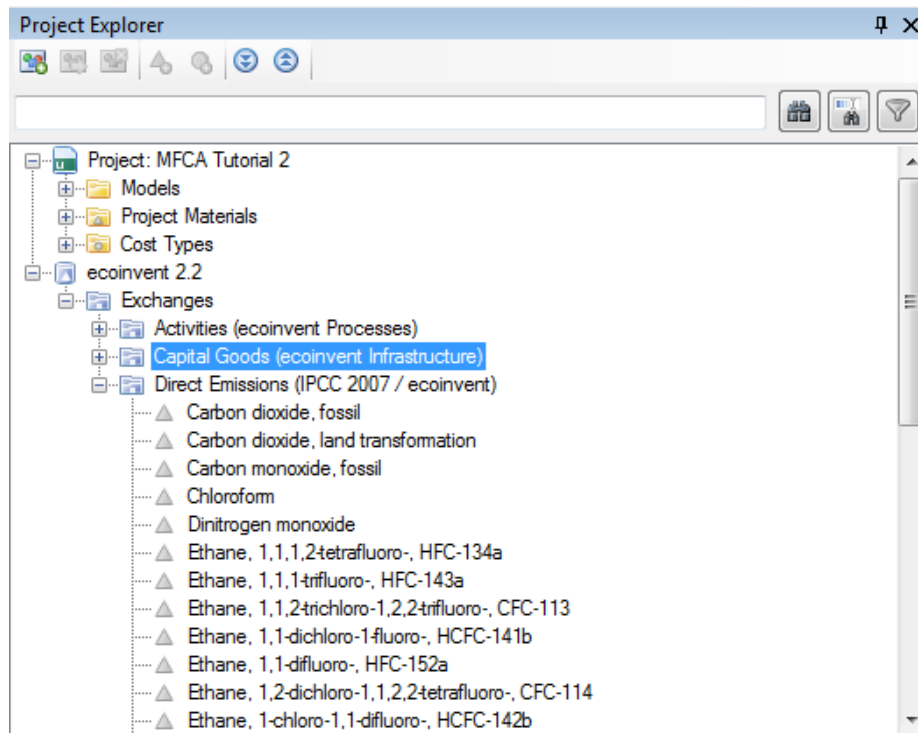 Project Explorer
Project: MFCA Tutorial 2
Models
Project Materials
Cost Types
ecoinvent 2.2
Exchanges
Activities (ecoinvent Processes)
Capital Goods (ecoinvent Infrastructure)
Direct Emissions (IPCC 2007 / ecoinvent)
Carbon dioxide, fossil
Carbon dioxide, land transformation
Carbon monoxide, fossil
Chloroform
Dinitrogen monoxide
Ethane, 1,1,1,2-tetrafluoro-, HFC-134a
Ethane, 1,1,1-trifluoro-, HFC-143a
Ethane, 1,1,2-trichloro-1,2,2-trifluoro-, CFC-113
Ethane, 1,1-dichloro-1-fluoro-, HCFC-141b
Ethane, 1,1-difluoro-, HFC-152a
Ethane, 1,2-dichloro-1,1,2,2-tetrafluoro-, CFC-114
Ethane, 1-chloro-1,1-difluoro-, HCFC-142b